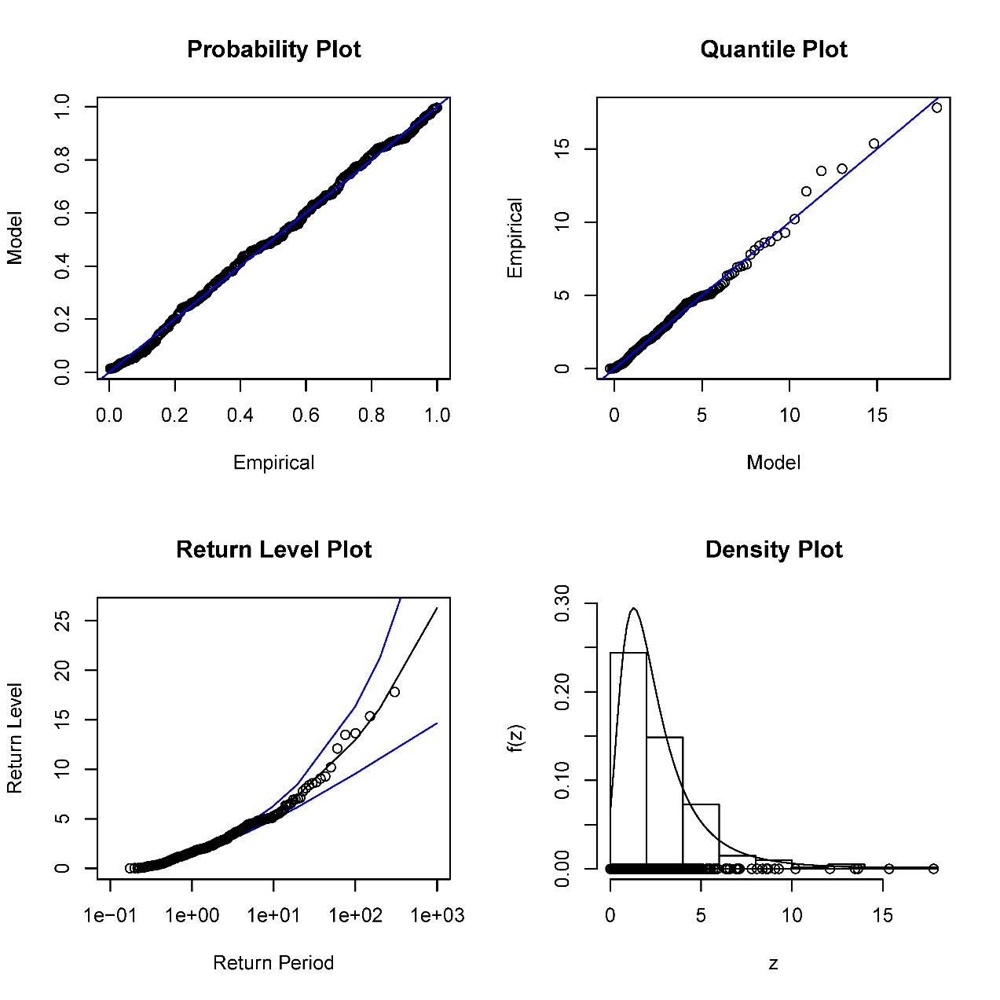 Probability Plot
Model
0.0 0.2 0.4 0.6 0.8 1.0
0.0 0.2 0.4 0.6 0.8 1.0
Empirical
Quantile Plot
Empirical
0 5 10 15
0 5 10 15
Model
Return Level Plot
Return Level
0 5 10 15 20 25
1e−01 1e+00 1e+01 1e+02 1e+03
Return Period
Density Plot
f(z)
0.00 0.10 0.20 0.30
0 5 10 15
z